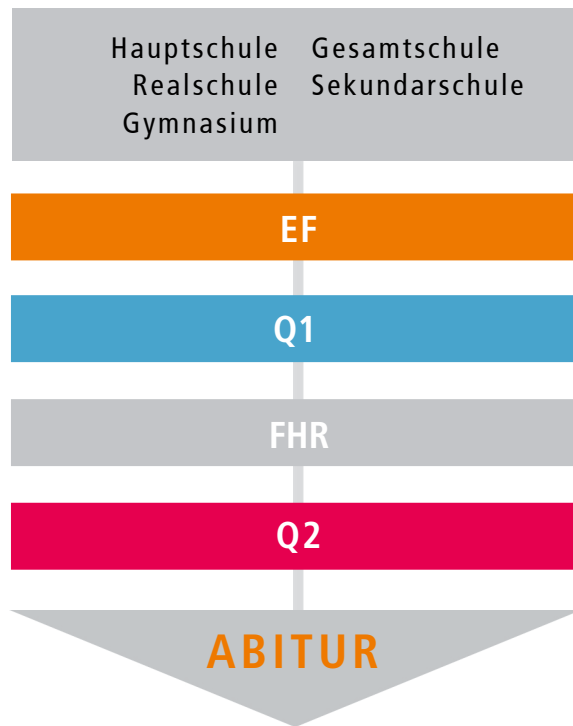 Hauptschule Gesamtschule
Realschule Sekundarschule
Gymnasium
EF
Q1
FHR
Q2
ABITUR